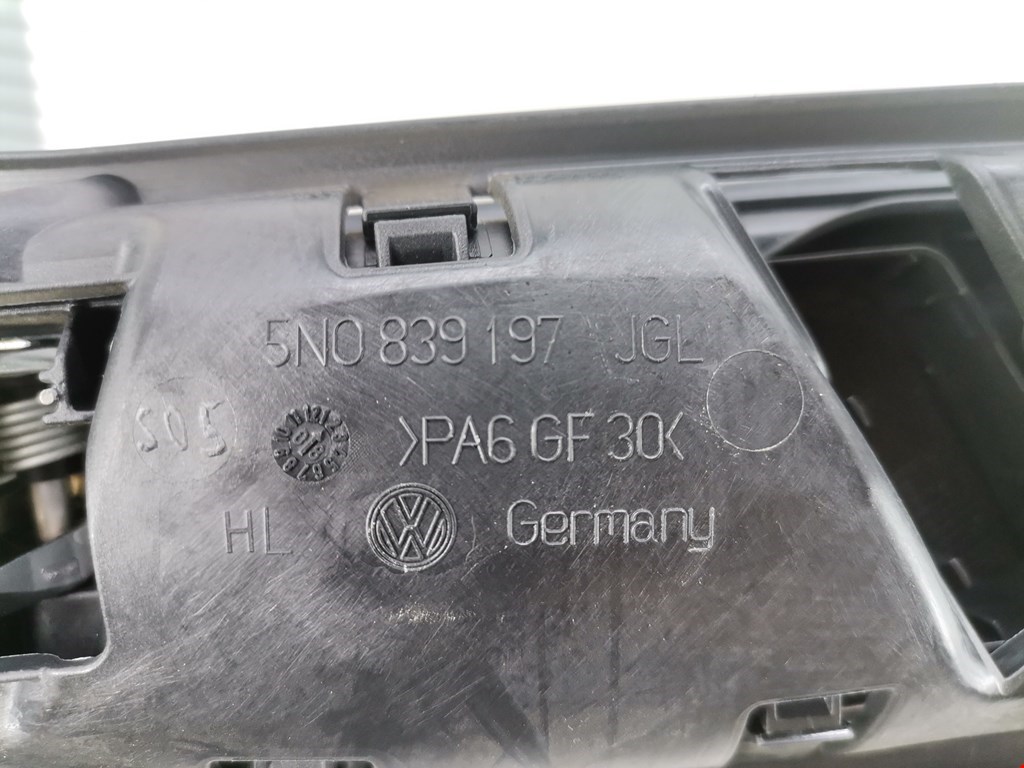 5N0 839 197 JGL
S05
>PA6 GF 30<
HL Germany